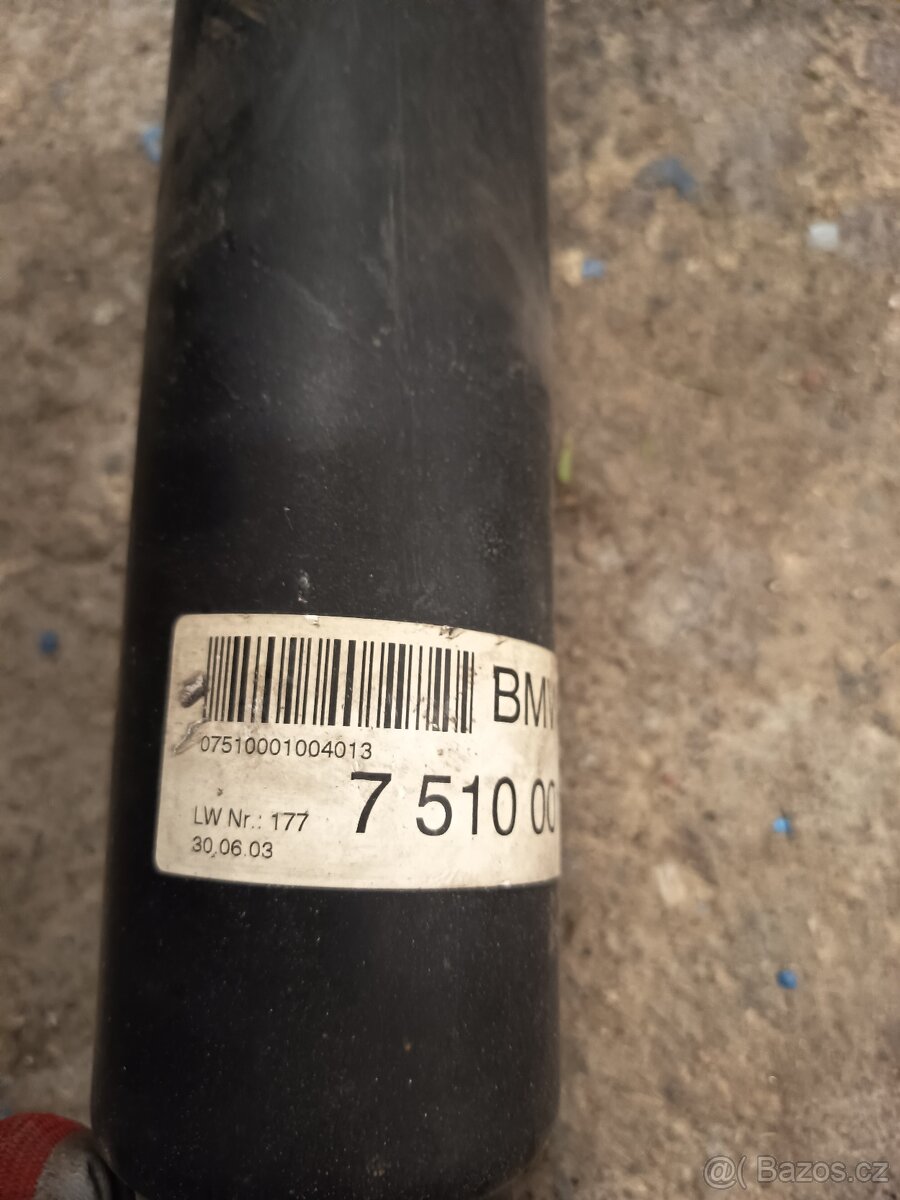 BMW
07510001004013
7 510 00
LW Nr.: 177
30.06.03
@( Bazos.cz